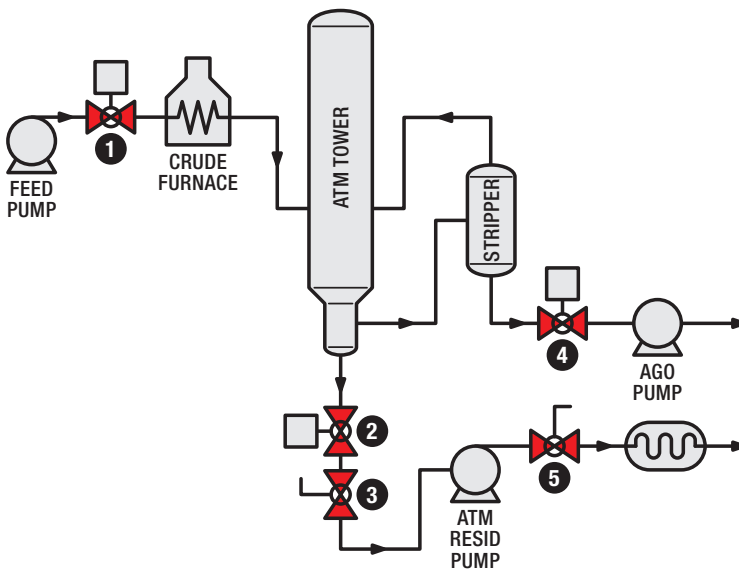 ATM TOWER
1
CRUDE
FURNACE
FEED
PUMP
STRIPPER
4
AGO
PUMP
2
3
5
ATM
RESID
PUMP